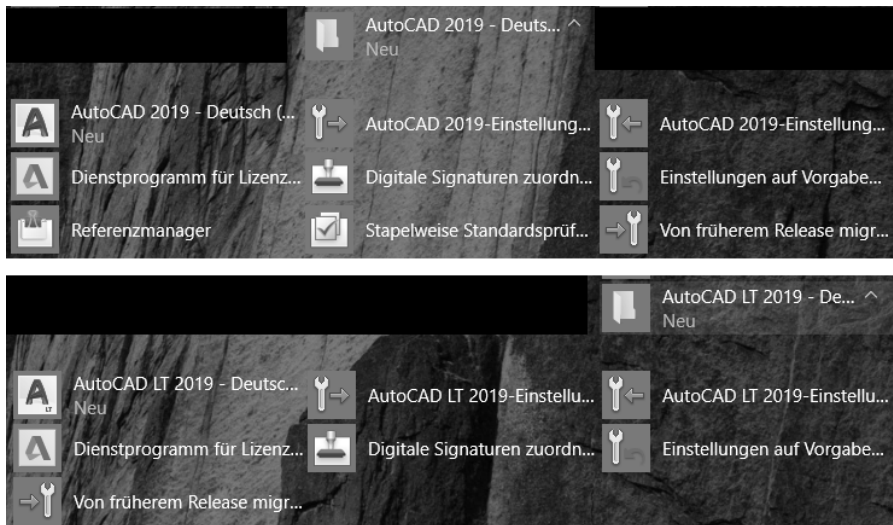 AutoCAD 2019 - Deuts...
Neu
AutoCAD 2019 - Deutsch (...
Neu
AutoCAD 2019-Einstellung...
AutoCAD 2019-Einstellung...
Dienstprogramm für Lizenz...
Digitale Signaturen zuordn...
Einstellungen auf Vorgabe...
Referenzmanager
Stapelweise Standardsprüf...
Von früherem Release migr...
AutoCAD LT 2019 - De...
Neu
AutoCAD LT 2019 - Deutsc...
Neu
AutoCAD LT 2019-Einstellu...
AutoCAD LT 2019-Einstellu...
Dienstprogramm für Lizenz...
Digitale Signaturen zuordn...
Einstellungen auf Vorgabe...
Von früherem Release migr...